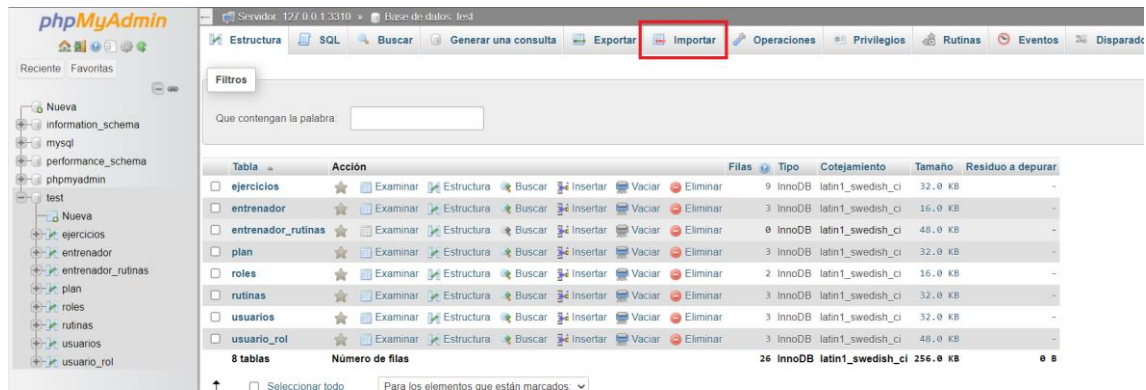 phpMyAdmin
Reciente Favoritas
Nueva
information_schema
mysql
performance_schema
phpmyadmin
test
Nueva
ejercicios
entrenador
entrenador_rutinas
plan
roles
rutinas
usuarios
usuario_rol
Servidor: 127.0.0.1:3310 » Base de datos: test
Estructura SQL Buscar Generar una consulta Exportar Importar Operaciones Privilegios Rutinas Eventos Disparado
Filtros
Que contengan la palabra:
Tabla Acción Filas Tipo Cotejamiento Tamaño Residuo a depurar
ejercicios Examinar Estructura Buscar Insertar Vaciar Eliminar 9 InnoDB latin1_swedish_ci 32.0 KB -
entrenador Examinar Estructura Buscar Insertar Vaciar Eliminar 3 InnoDB latin1_swedish_ci 16.0 KB -
entrenador_rutinas Examinar Estructura Buscar Insertar Vaciar Eliminar 0 InnoDB latin1_swedish_ci 48.0 KB -
plan Examinar Estructura Buscar Insertar Vaciar Eliminar 3 InnoDB latin1_swedish_ci 32.0 KB -
roles Examinar Estructura Buscar Insertar Vaciar Eliminar 2 InnoDB latin1_swedish_ci 16.0 KB -
rutinas Examinar Estructura Buscar Insertar Vaciar Eliminar 3 InnoDB latin1_swedish_ci 32.0 KB -
usuarios Examinar Estructura Buscar Insertar Vaciar Eliminar 3 InnoDB latin1_swedish_ci 32.0 KB -
usuario_rol Examinar Estructura Buscar Insertar Vaciar Eliminar 3 InnoDB latin1_swedish_ci 48.0 KB -
8 tablas Número de filas 26 InnoDB latin1_swedish_ci 256.0 KB 0 B
Seleccionar todo Para los elementos que están marcados: